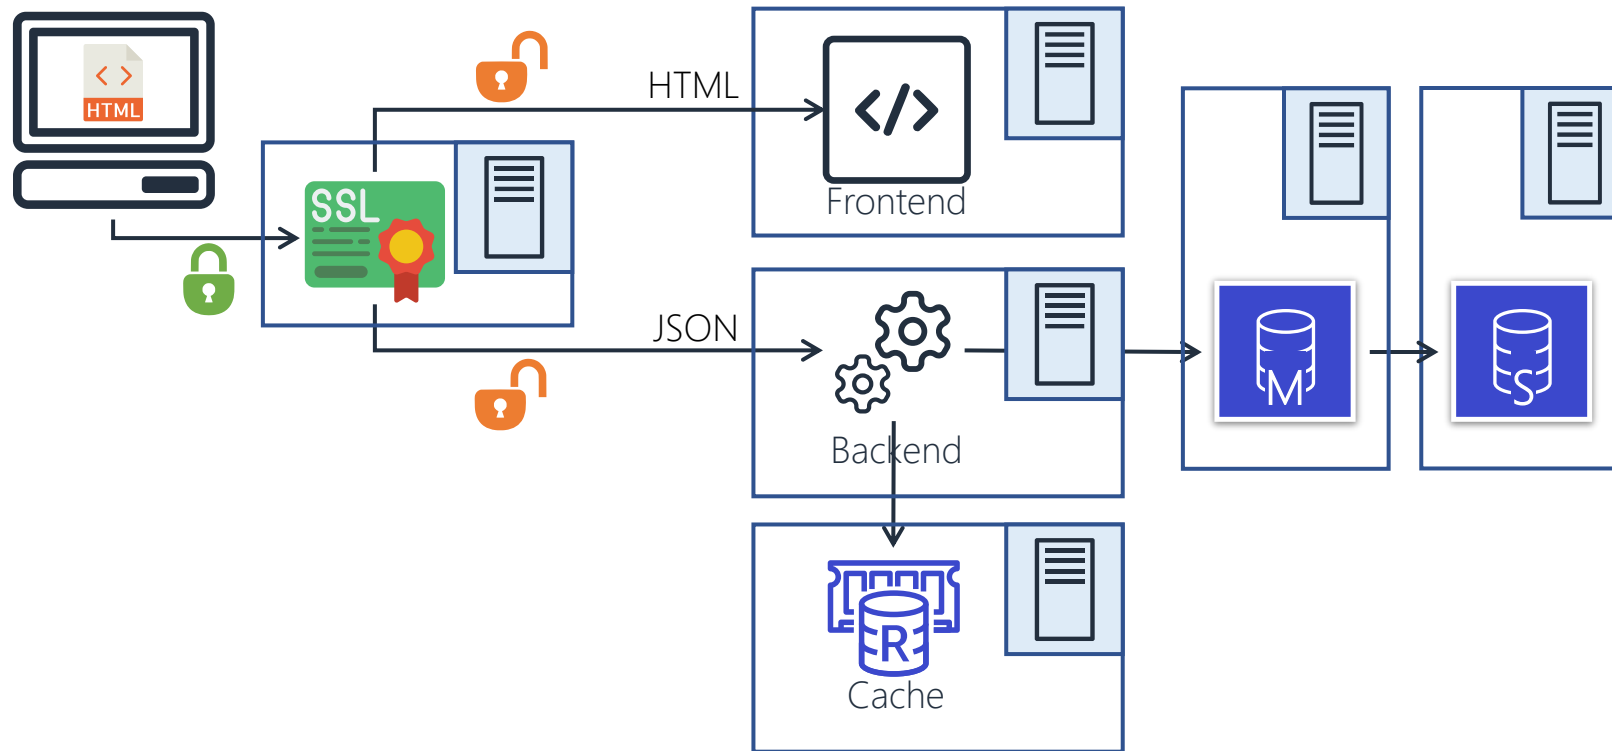 HTML
SSL
HTML
Frontend
JSON
Backend
M
S
R
Cache